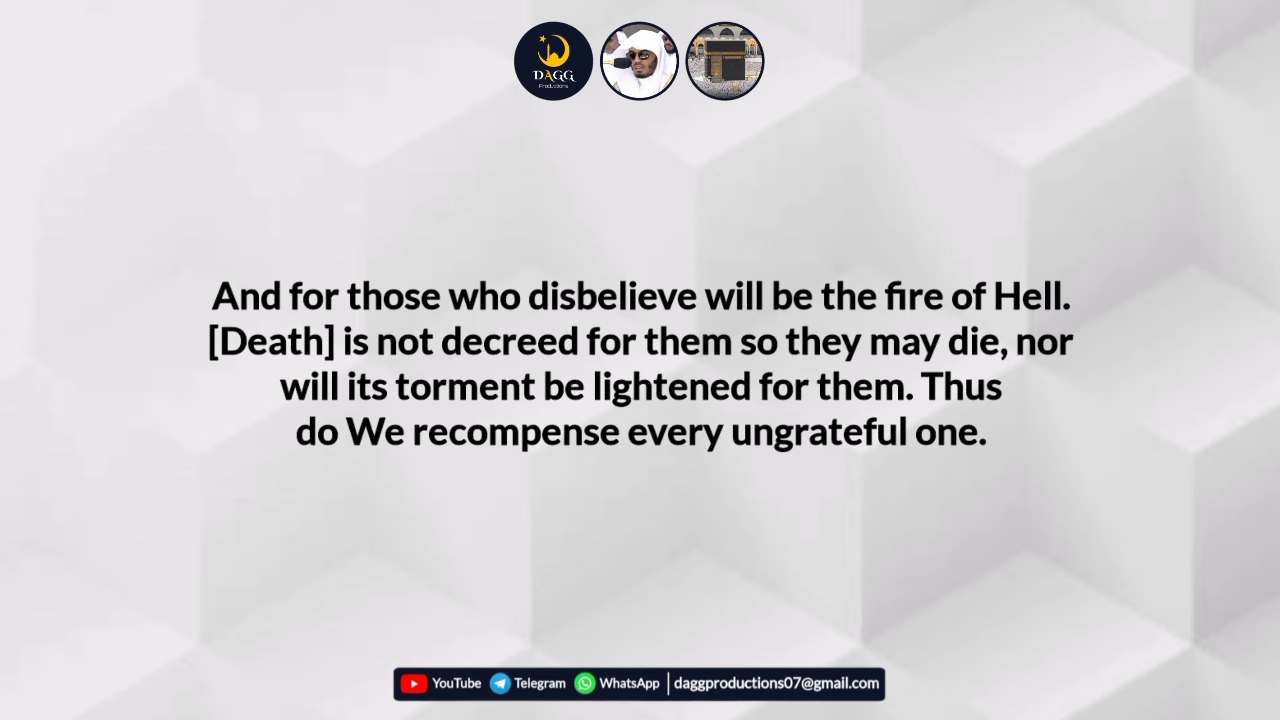 DAGG
Productions
And for those who disbelieve will be the fire of Hell.
[Death] is not decreed for them so they may die, nor
will its torment be lightened for them. Thus
do We recompense every ungrateful one.
YouTube Telegram WhatsApp | daggproductions07@gmail.com